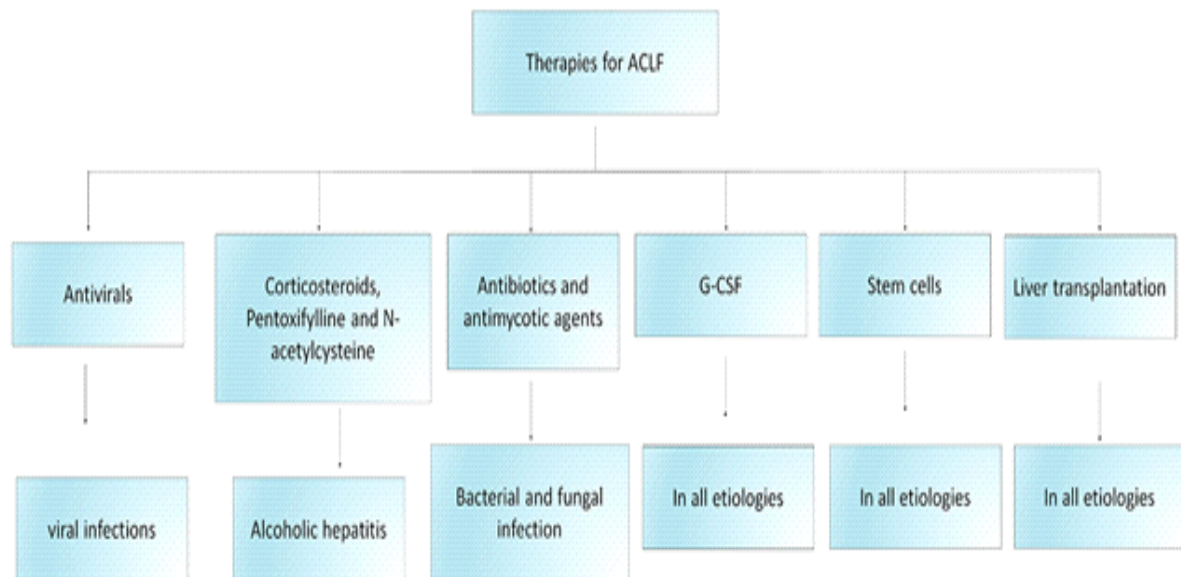 Therapies for ACLF
Antivirals
Corticosteroids,
Pentoxifylline and N-
acetylcysteine
Antibiotics and
antimycotic agents
G-CSF
Stem cells
Liver transplantation
viral infections
Alcoholic hepatitis
Bacterial and fungal
infection
In all etiologies
In all etiologies
In all etiologies